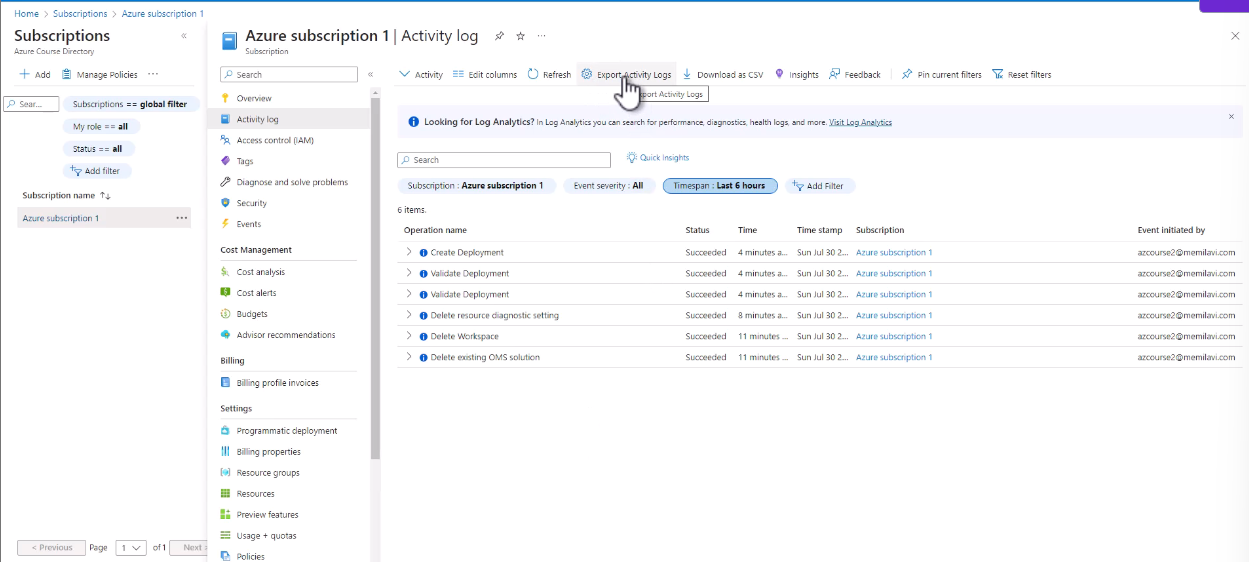 Home > Subscriptions > Azure subscription 1
Subscriptions
Azure Course Directory
Add Manage Policies ...
Sear...
Subscriptions == global filter
My role == all
Status == all
Add filter
Subscription name
Azure subscription 1 ...
< Previous Page 1 of 1 Next >
Azure subscription 1 | Activity log ...
Subscription
Search
Overview
Activity log
Access control (IAM)
Tags
Diagnose and solve problems
Security
Events
Cost Management
Cost analysis
Cost alerts
Budgets
Advisor recommendations
Billing
Billing profile invoices
Settings
Programmatic deployment
Billing properties
Resource groups
Resources
Preview features
Usage + quotas
Policies
Activity Edit columns Refresh Export Activity Logs Download as CSV Insights Feedback Pin current filters Reset filters
port Activity Logs
Looking for Log Analytics? In Log Analytics you can search for performance, diagnostics, health logs, and more. Visit Log Analytics
Search Quick Insights
Subscription : Azure subscription 1 Event severity : All Timespan : Last 6 hours Add Filter
6 items.
Operation name Status Time Time stamp Subscription Event initiated by
Create Deployment Succeeded 4 minutes a... Sun Jul 30 2... Azure subscription 1 azcourse2@memilavi.com
Validate Deployment Succeeded 4 minutes a... Sun Jul 30 2... Azure subscription 1 azcourse2@memilavi.com
Validate Deployment Succeeded 4 minutes a... Sun Jul 30 2... Azure subscription 1 azcourse2@memilavi.com
Delete resource diagnostic setting Succeeded 8 minutes a... Sun Jul 30 2... Azure subscription 1 azcourse2@memilavi.com
Delete Workspace Succeeded 11 minutes ... Sun Jul 30 2... Azure subscription 1 azcourse2@memilavi.com
Delete existing OMS solution Succeeded 11 minutes ... Sun Jul 30 2... Azure subscription 1 azcourse2@memilavi.com